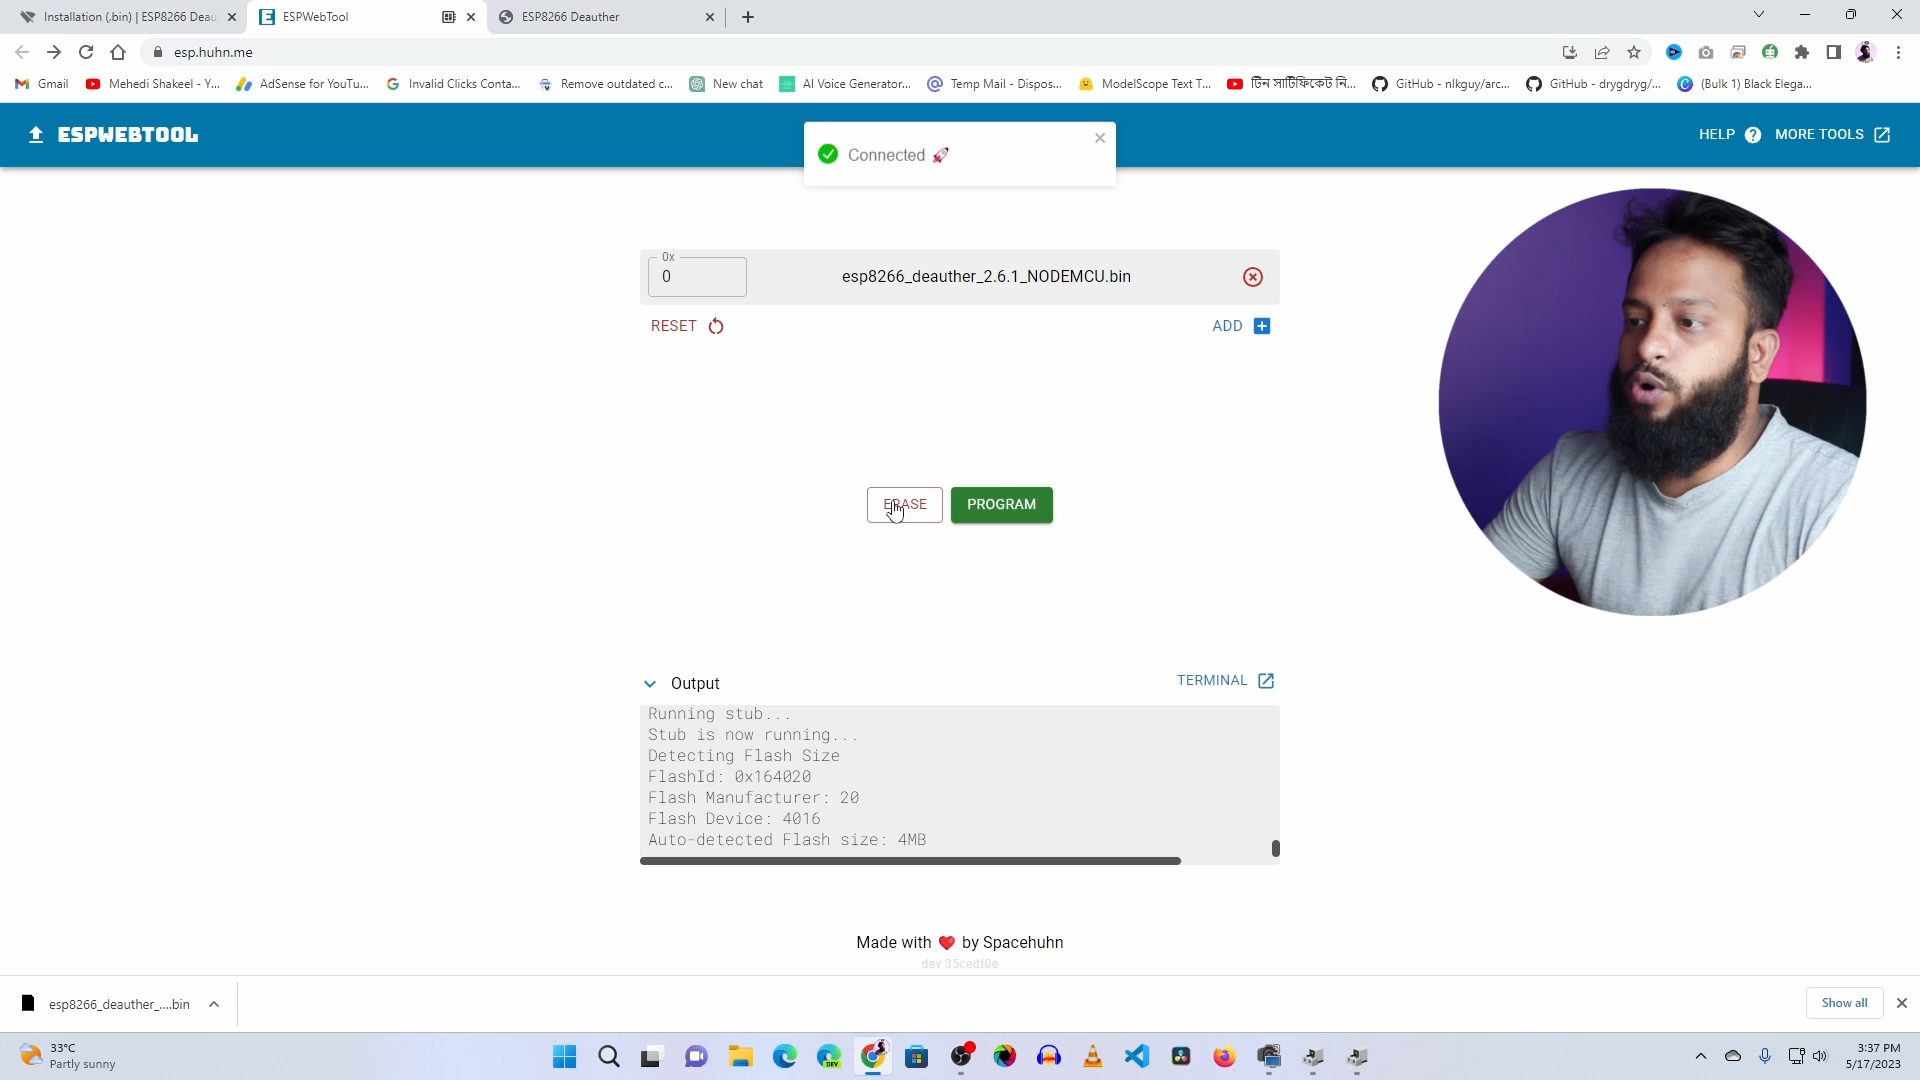 Installation (.bin) | ESP8266 Deau
ESPWebTool
ESP8266 Deauther
esp.huhn.me
Gmail
Mehedi Shakeel - Y...
AdSense for YouTu...
Invalid Clicks Conta...
Remove outdated c...
New chat
AI Voice Generator...
Temp Mail - Dispos...
ModelScope Text T...
টিন সার্টিফিকেট নি...
GitHub - nlkguy/arc...
GitHub - drygdryg/...
(Bulk 1) Black Elega...
ESPWEBTOOL
Connected 🚀
HELP
MORE TOOLS
0x
0
esp8266_deauther_2.6.1_NODEMCU.bin
RESET
ADD
ERASE
PROGRAM
Output
TERMINAL
Running stub...
Stub is now running...
Detecting Flash Size
FlashId: 0x164020
Flash Manufacturer: 20
Flash Device: 4016
Auto-detected Flash size: 4MB
Made with ❤️ by Spacehuhn
dev 35cedf0e
esp8266_deauther_....bin
Show all
33°C
Partly sunny
DEV
3:37 PM
5/17/2023